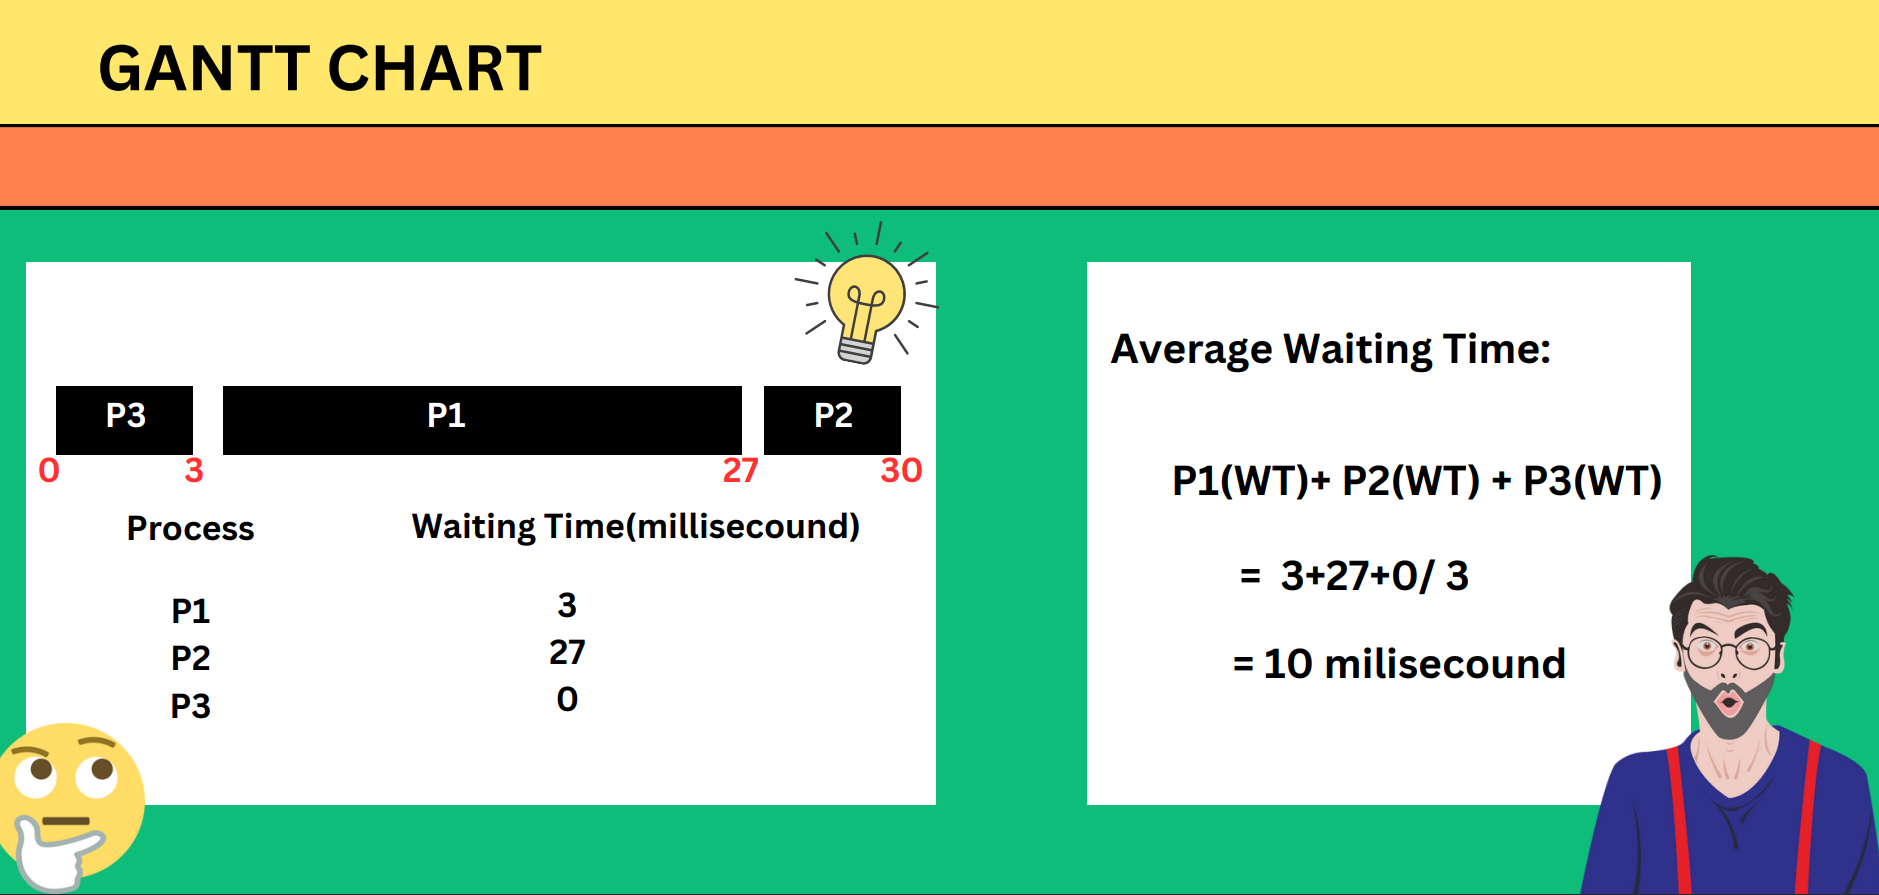 GANTT CHART
P3 P1 P2
0 3 27 30
Process Waiting Time(millisecound)
P1 3
P2 27
P3 0
Average Waiting Time:
P1(WT)+ P2(WT) + P3(WT)
= 3+27+0/ 3
= 10 milisecound